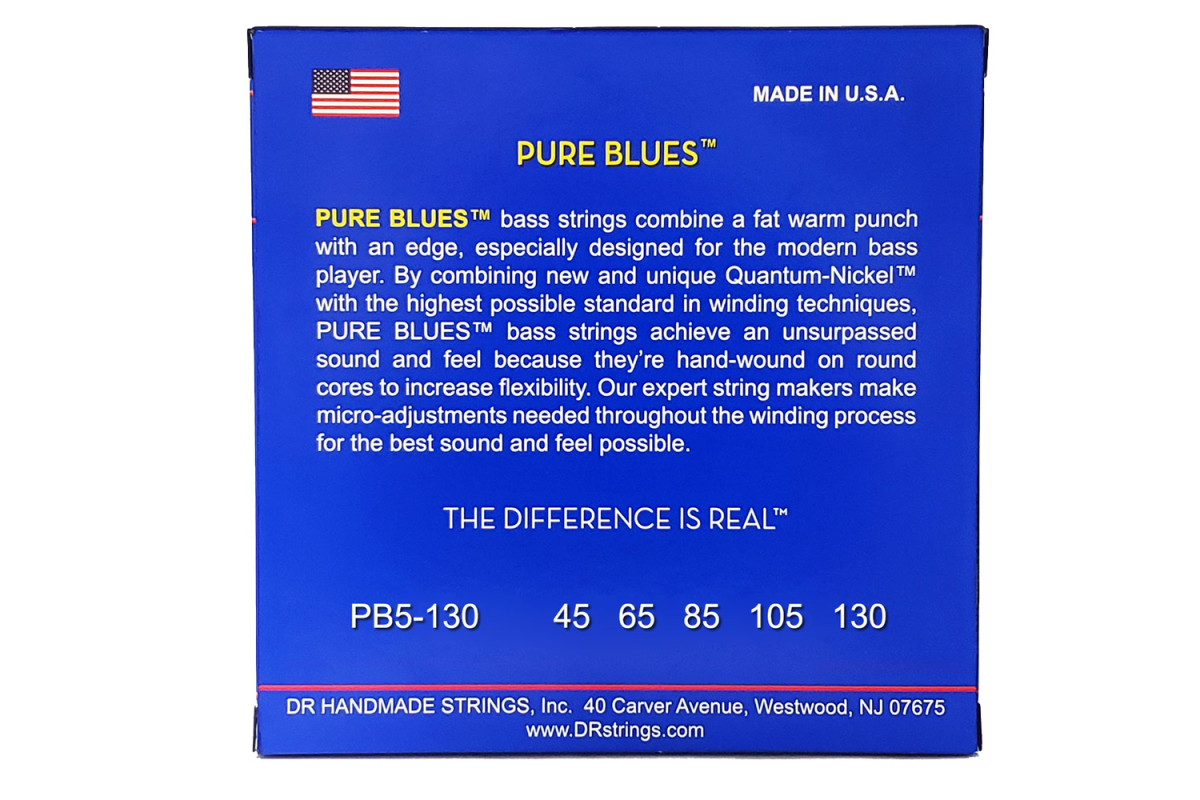 MADE IN U.S.A.
PURE BLUES™
PURE BLUES™ bass strings combine a fat warm punch
with an edge, especially designed for the modern bass
player. By combining new and unique Quantum-Nickel™
with the highest possible standard in winding techniques,
PURE BLUES™ bass strings achieve an unsurpassed
sound and feel because they’re hand-wound on round
cores to increase flexibility. Our expert string makers make
micro-adjustments needed throughout the winding process
for the best sound and feel possible.
THE DIFFERENCE IS REAL™
PB5-130 45 65 85 105 130
DR HANDMADE STRINGS, Inc. 40 Carver Avenue, Westwood, NJ 07675
www.DRstrings.com